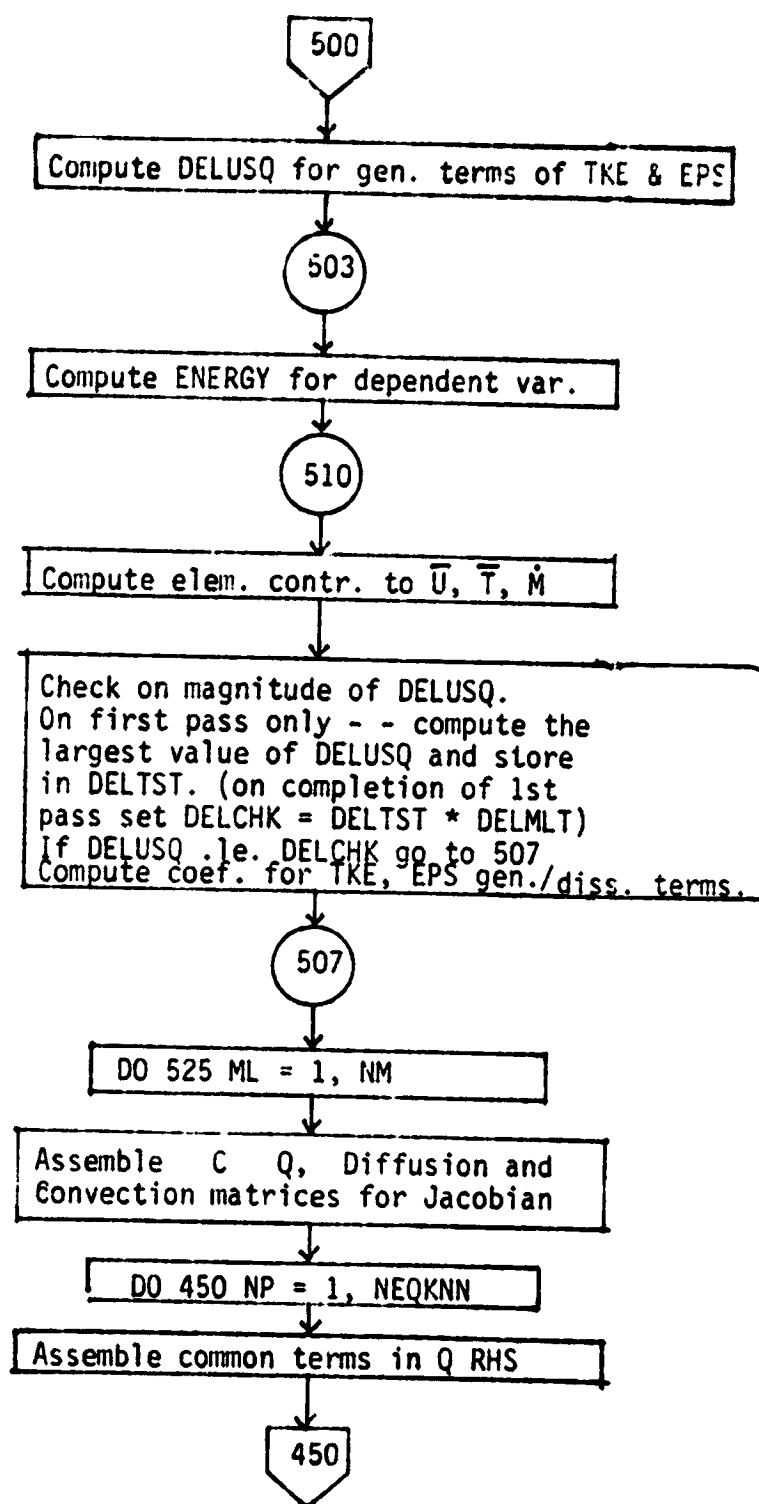 500
Compute DELUSQ for gen. terms of TKE & EPS
503
Compute ENERGY for dependent var.
510
Compute elem. contr. to U̅, T̅, Ṁ
Check on magnitude of DELUSQ.
On first pass only - - compute the
largest value of DELUSQ and store
in DELTST. (on completion of 1st
pass set DELCHK = DELTST * DELMLT)
If DELUSQ .le. DELCHK go to 507
Compute coef. for TKE, EPS gen./diss. terms.
507
DO 525 ML = 1, NM
Assemble C Q, Diffusion and
Convection matrices for Jacobian
DO 450 NP = 1, NEQKNN
Assemble common terms in Q RHS
450